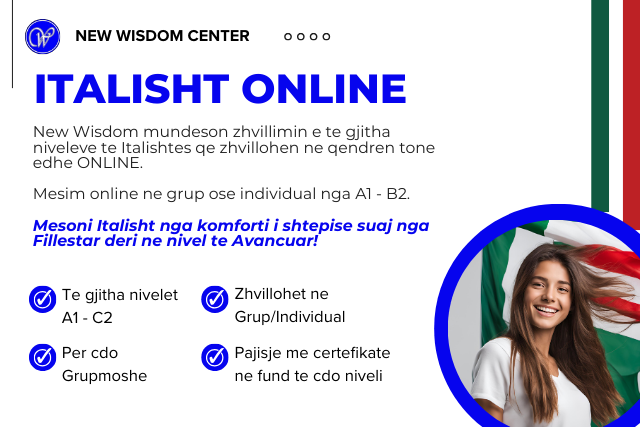 NEW WISDOM CENTER
ITALISHT ONLINE
New Wisdom mundeson zhvillimin e te gjitha
niveleve te Italishtes qe zhvillohen ne qendren tone
edhe ONLINE.
Mesim online ne grup ose individual nga A1 - B2.
Mesoni Italisht nga komforti i shtepise suaj nga
Fillestar deri ne nivel te Avancuar!
Te gjitha nivelet
A1 - C2
Zhvillohet ne
Grup/Individual
Per cdo
Grupmoshe
Pajisje me certefikate
ne fund te cdo niveli